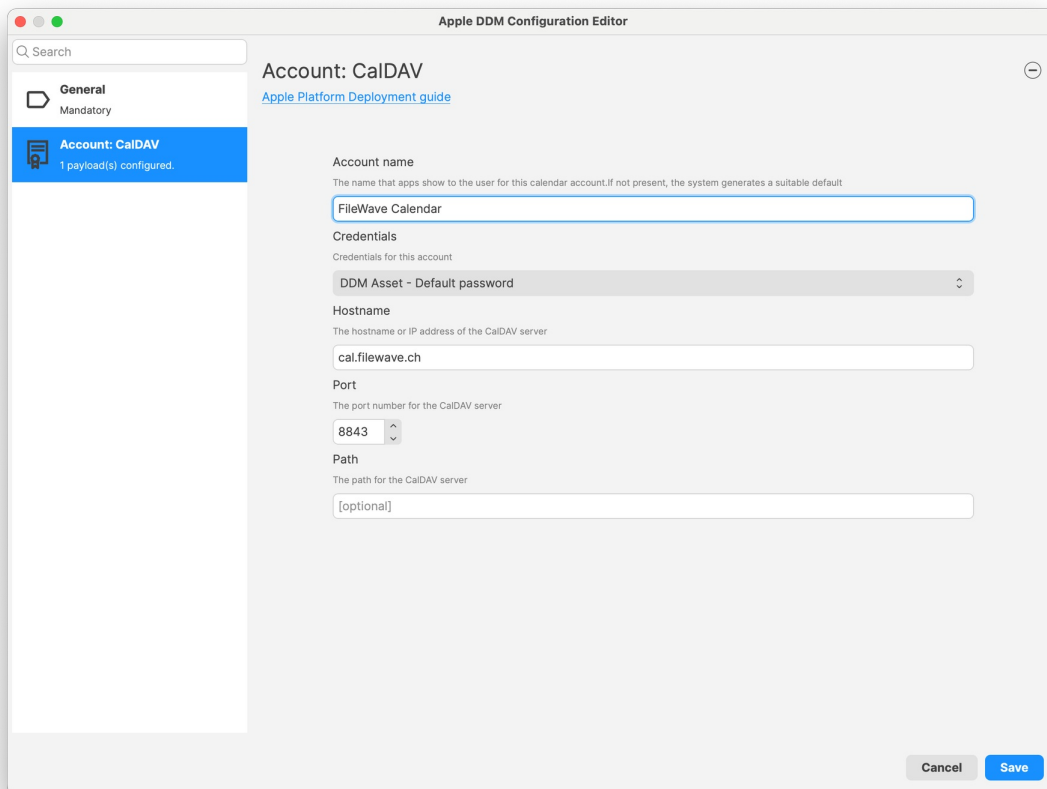 Apple DDM Configuration Editor
Search
General
Mandatory
Account: CalDAV
1 payload(s) configured.
Account: CalDAV
Apple Platform Deployment guide
Account name
The name that apps show to the user for this calendar account.If not present, the system generates a suitable default
FileWave Calendar
Credentials
Credentials for this account
DDM Asset - Default password
Hostname
The hostname or IP address of the CalDAV server
cal.filewave.ch
Port
The port number for the CalDAV server
8843
Path
The path for the CalDAV server
[optional]
Cancel
Save